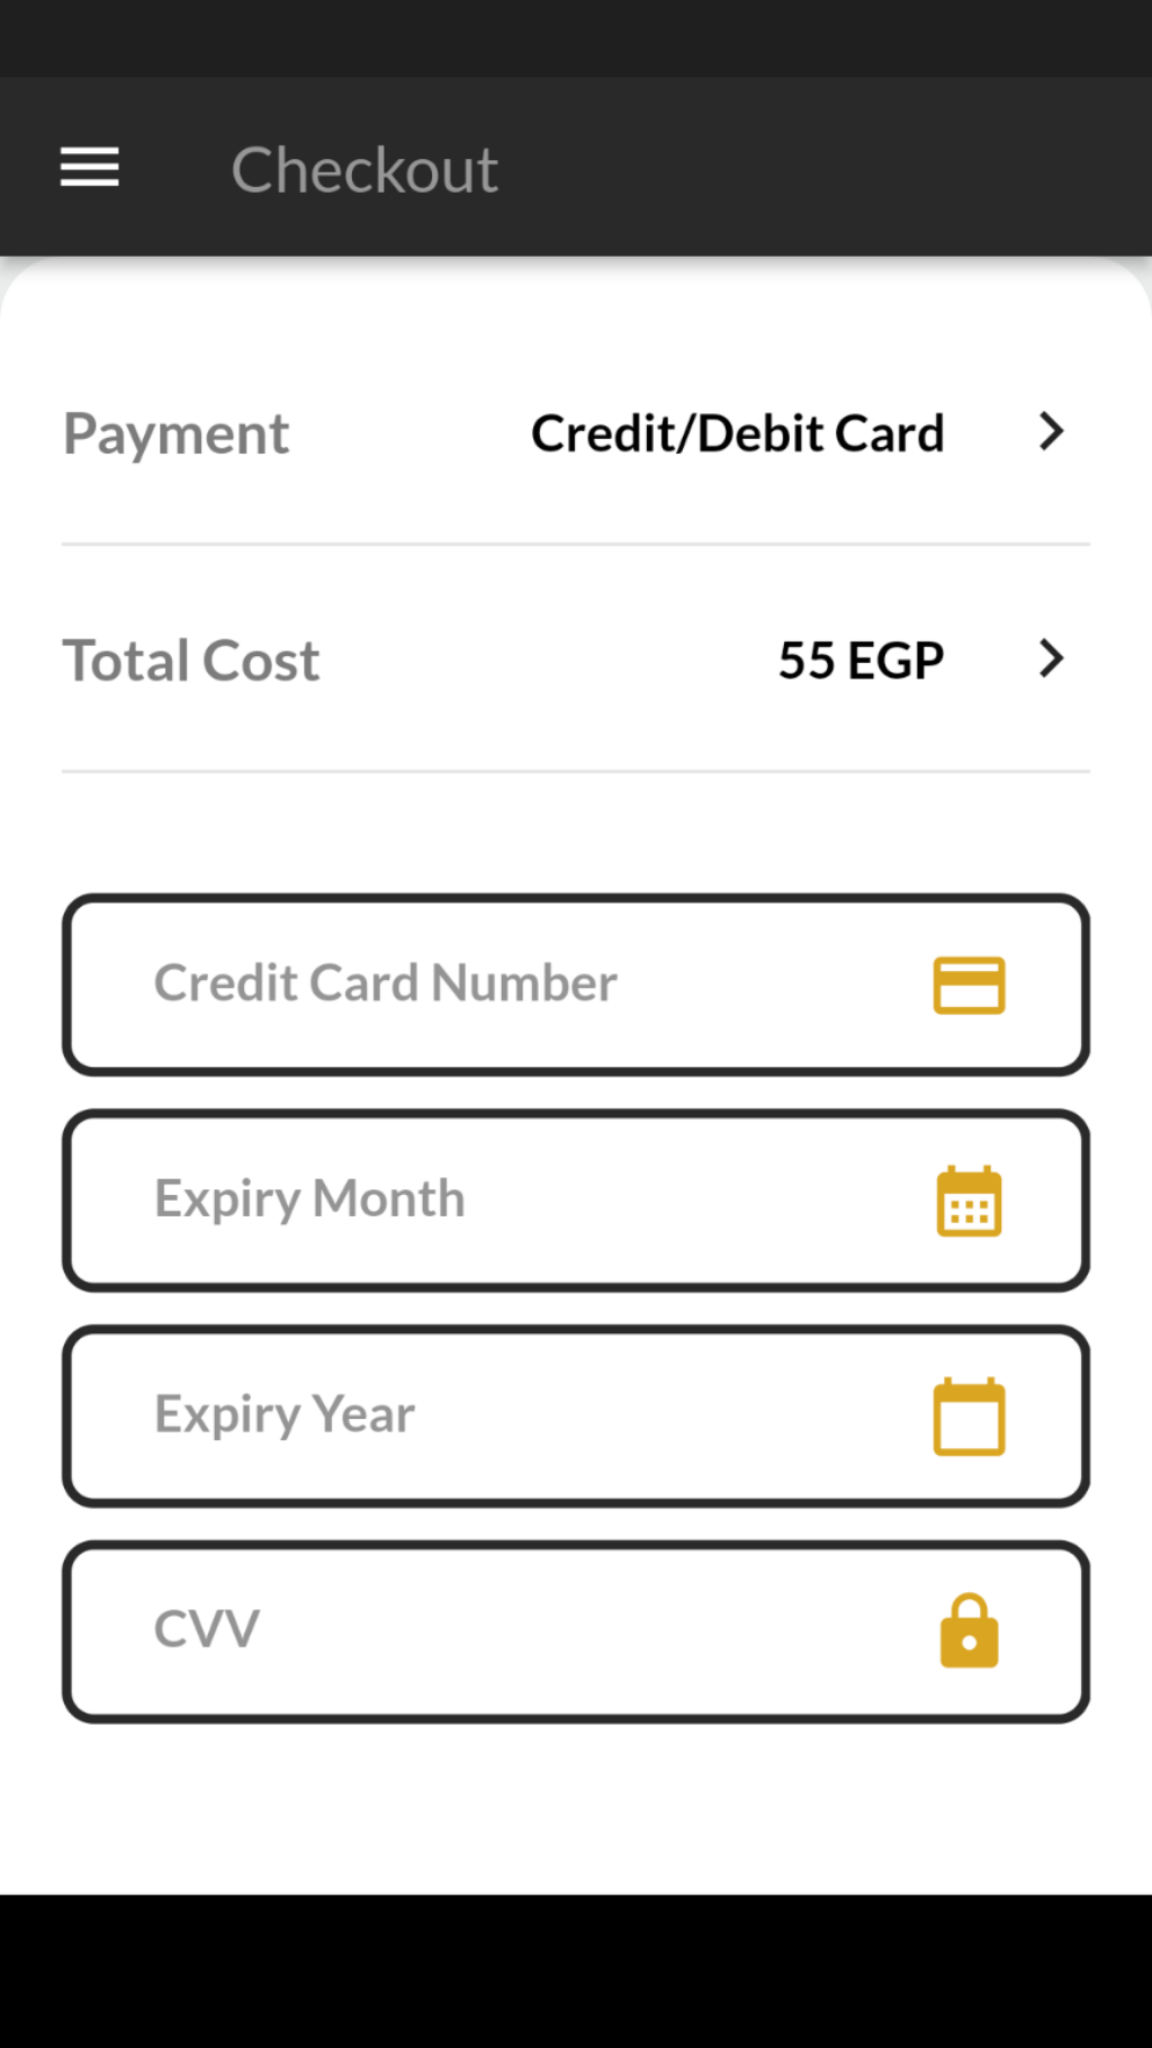 Checkout
Payment Credit/Debit Card
Total Cost 55 EGP
Credit Card Number
Expiry Month
Expiry Year
CVV